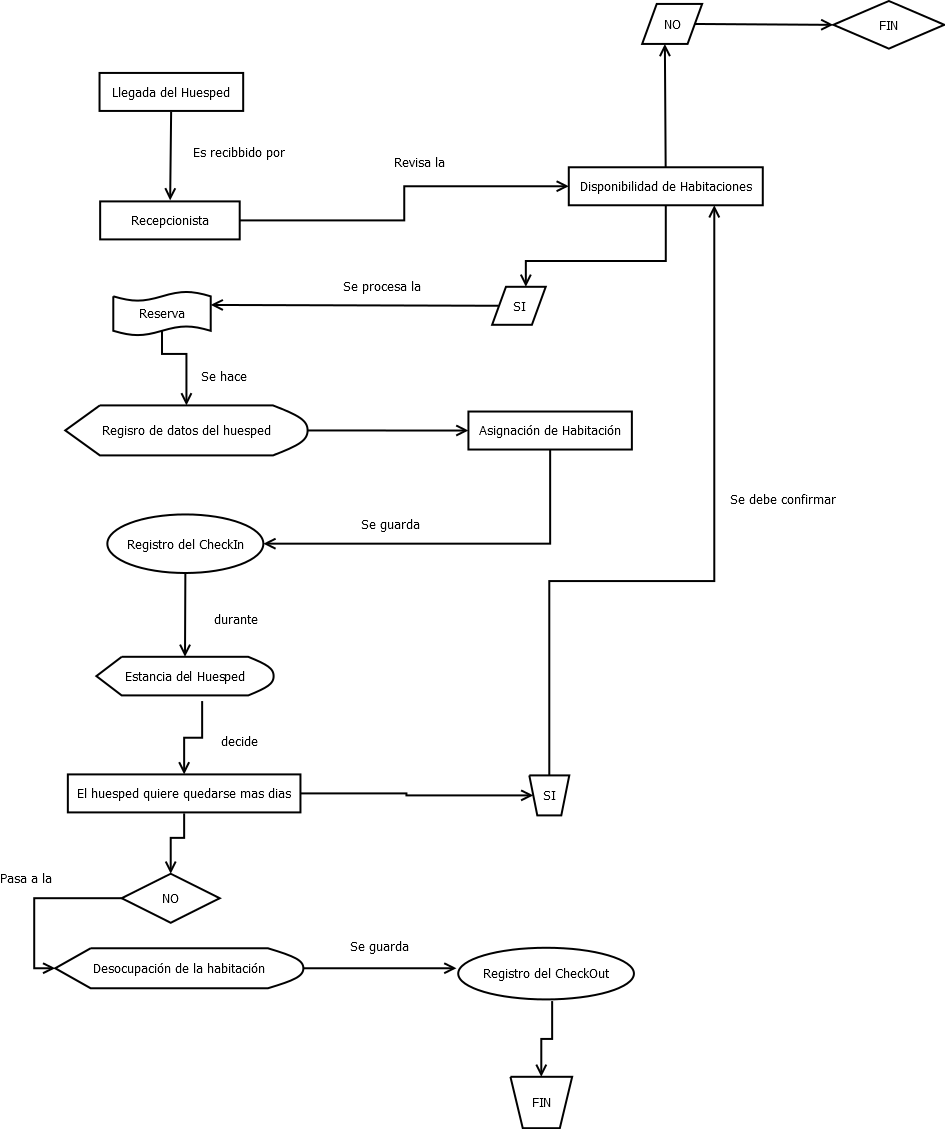 NO
FIN
Llegada del Huesped
Es recibbido por
Revisa la
Disponibilidad de Habitaciones
Recepcionista
Se procesa la
SI
Reserva
Se hace
Regisro de datos del huesped
Asignación de Habitación
Se debe confirmar
Se guarda
Registro del CheckIn
durante
Estancia del Huesped
decide
El huesped quiere quedarse mas dias
SI
Pasa a la
NO
Se guarda
Desocupación de la habitación
Registro del CheckOut
FIN